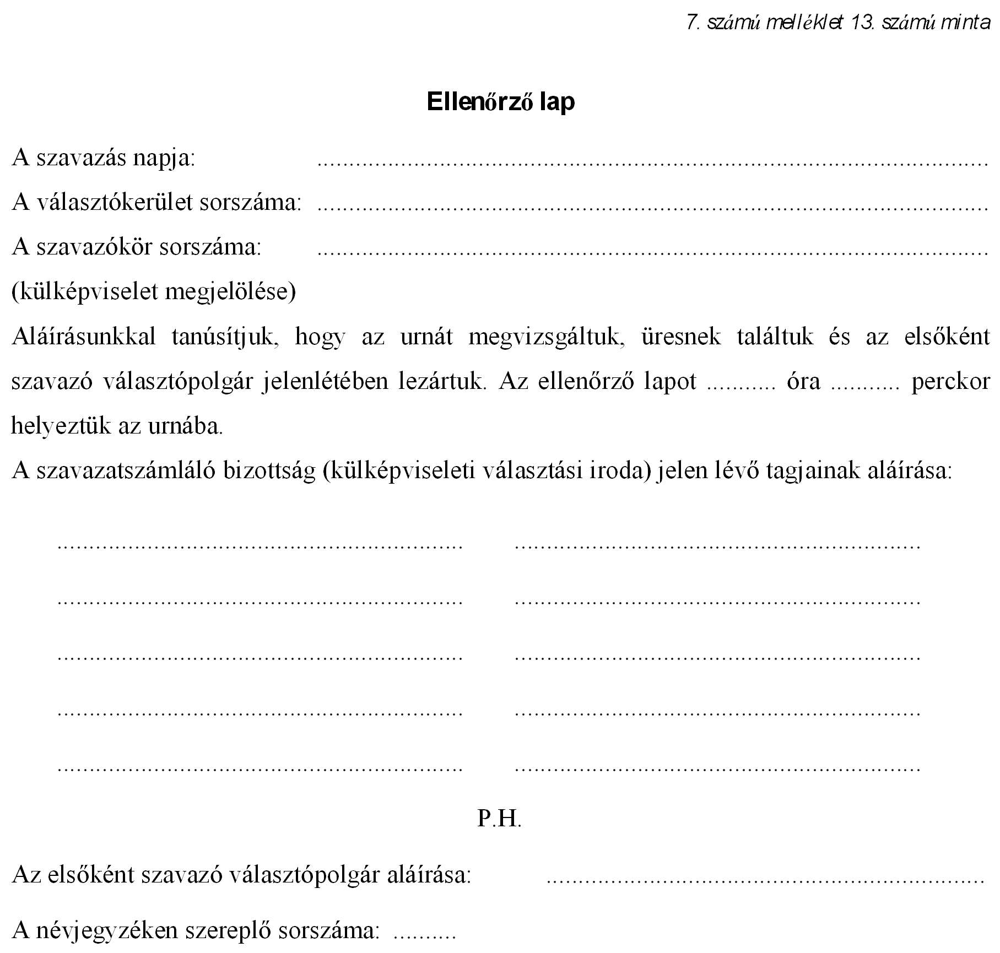 7. számú melléklet 13. számú minta
Ellenőrző lap
A szavazás napja: ........................................................................................................
A választókerület sorszáma: ........................................................................................................
A szavazókör sorszáma: ........................................................................................................
(külképviselet megjelölése)
Aláírásunkkal tanúsítjuk, hogy az urnát megvizsgáltuk, üresnek találtuk és az elsőként
szavazó választópolgár jelenlétében lezártuk. Az ellenőrző lapot ........... óra ........... perckor
helyeztük az urnába.
A szavazatszámláló bizottság (külképviseleti választási iroda) jelen lévő tagjainak aláírása:
............................................................... ...............................................................
............................................................... ...............................................................
............................................................... ...............................................................
............................................................... ...............................................................
............................................................... ...............................................................
P.H.
Az elsőként szavazó választópolgár aláírása: ....................................................................
A névjegyzéken szereplő sorszáma: ..........